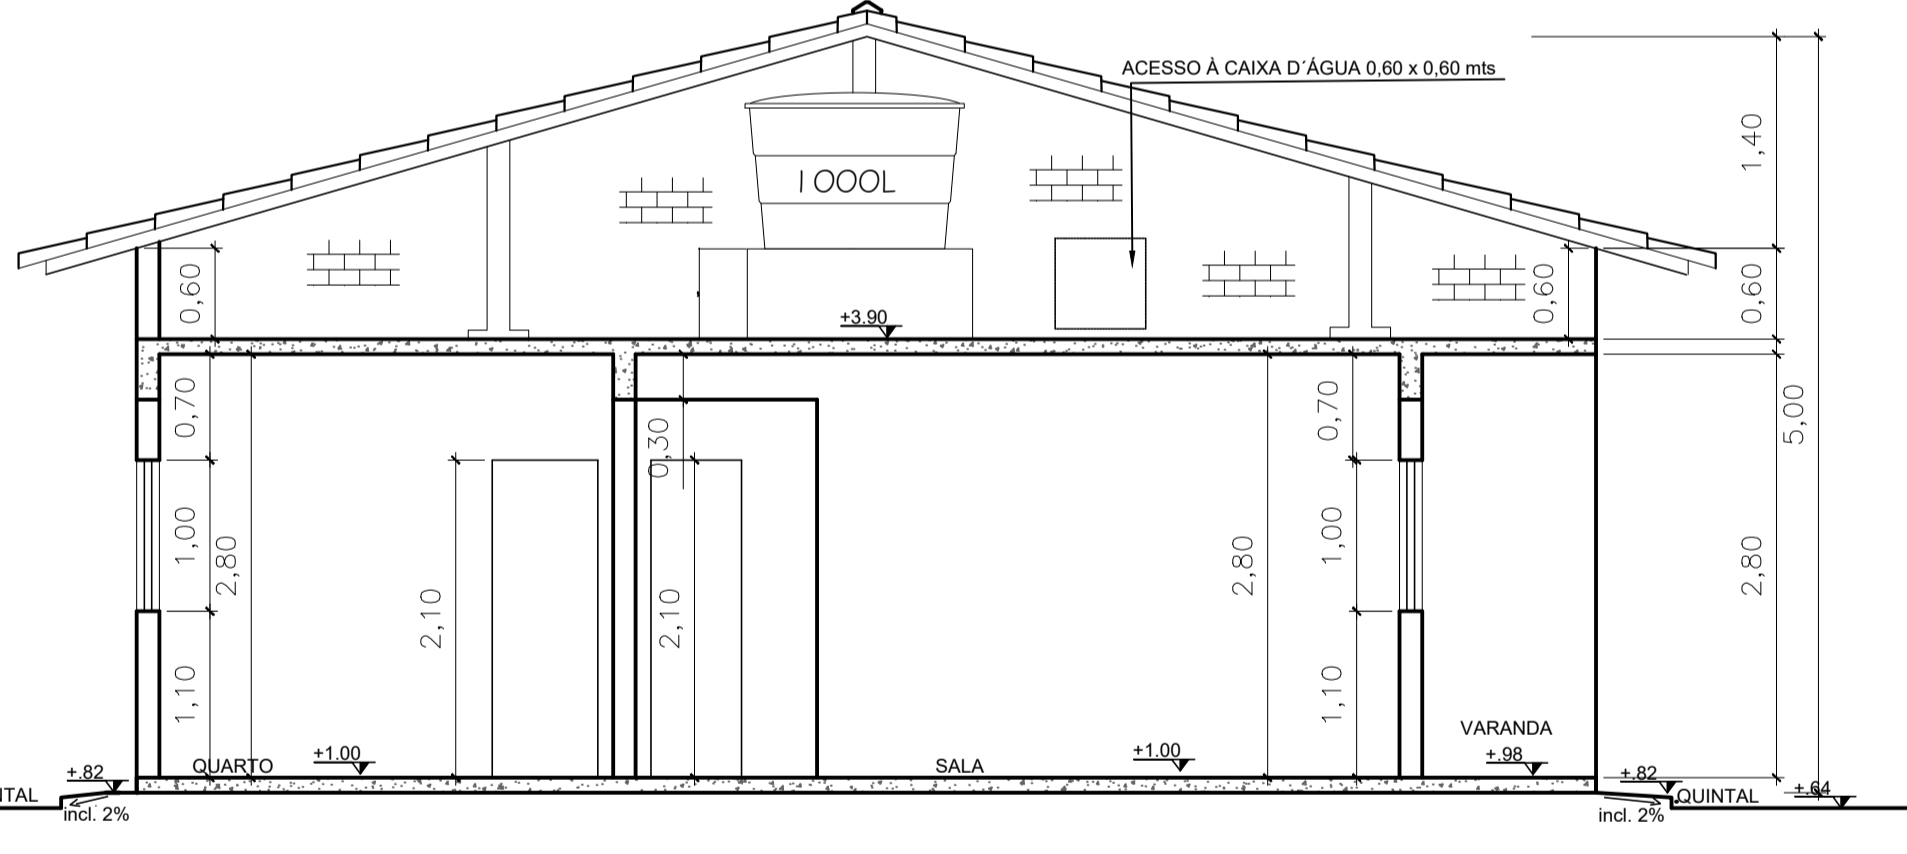 ACESSO À CAIXA D´ÁGUA 0,60 x 0,60 mts
1,40
1000L
0,60
0,60
0,60
+3.90
0,70
0,70
5,00
0,30
1,00
2,80
1,00
2,80
2,80
2,10
2,10
1,10
1,10
VARANDA
+1.00
+1.00
+.98
QUARTO
SALA
+.82
+.82
+.64
ITAL
QUINTAL
incl. 2%
incl. 2%